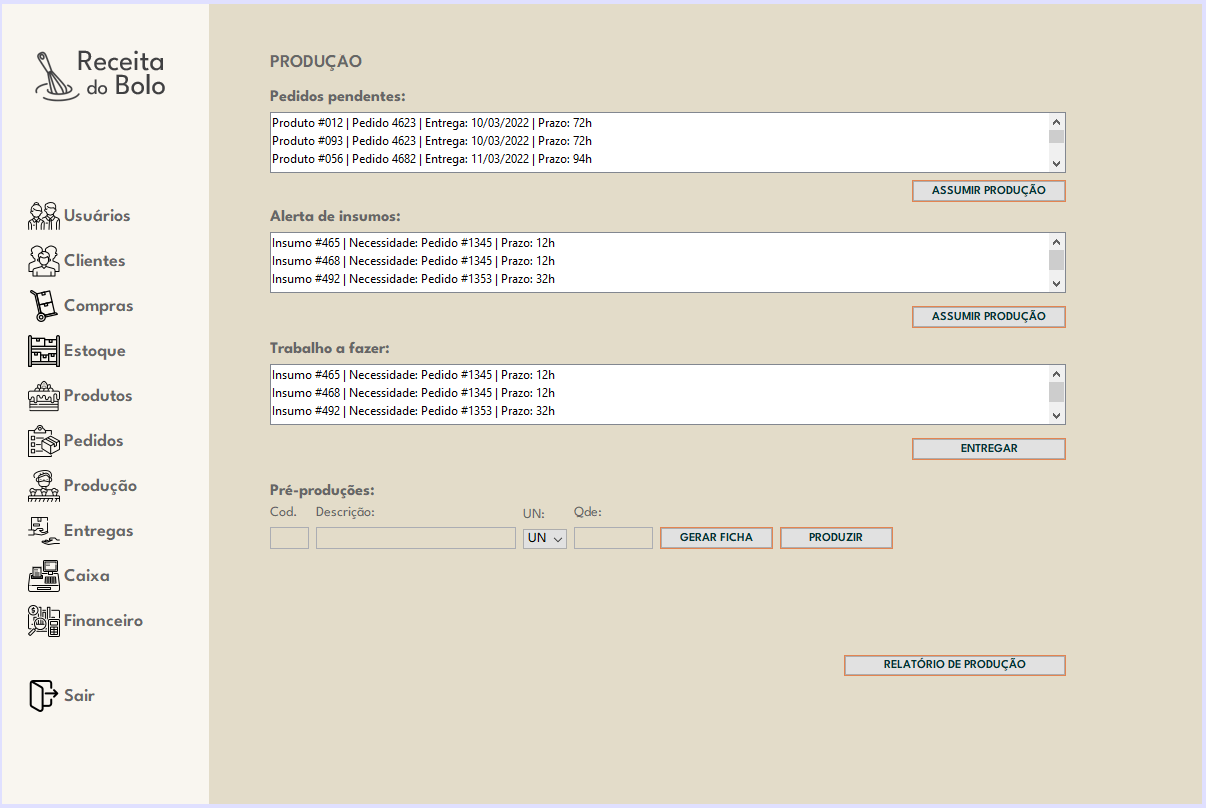 Receita
do Bolo
Usuários
Clientes
Compras
Estoque
Produtos
Pedidos
Produção
Entregas
Caixa
Financeiro
Sair
PRODUÇAO
Pedidos pendentes:
Produto #012 | Pedido 4623 | Entrega: 10/03/2022 | Prazo: 72h
Produto #093 | Pedido 4623 | Entrega: 10/03/2022 | Prazo: 72h
Produto #056 | Pedido 4682 | Entrega: 11/03/2022 | Prazo: 94h
ASSUMIR PRODUÇÃO
Alerta de insumos:
Insumo #465 | Necessidade: Pedido #1345 | Prazo: 12h
Insumo #468 | Necessidade: Pedido #1345 | Prazo: 12h
Insumo #492 | Necessidade: Pedido #1353 | Prazo: 32h
ASSUMIR PRODUÇÃO
Trabalho a fazer:
Insumo #465 | Necessidade: Pedido #1345 | Prazo: 12h
Insumo #468 | Necessidade: Pedido #1345 | Prazo: 12h
Insumo #492 | Necessidade: Pedido #1353 | Prazo: 32h
ENTREGAR
Pré-produções:
Cod. Descrição: UN: Qde:
UN GERAR FICHA PRODUZIR
RELATÓRIO DE PRODUÇÃO